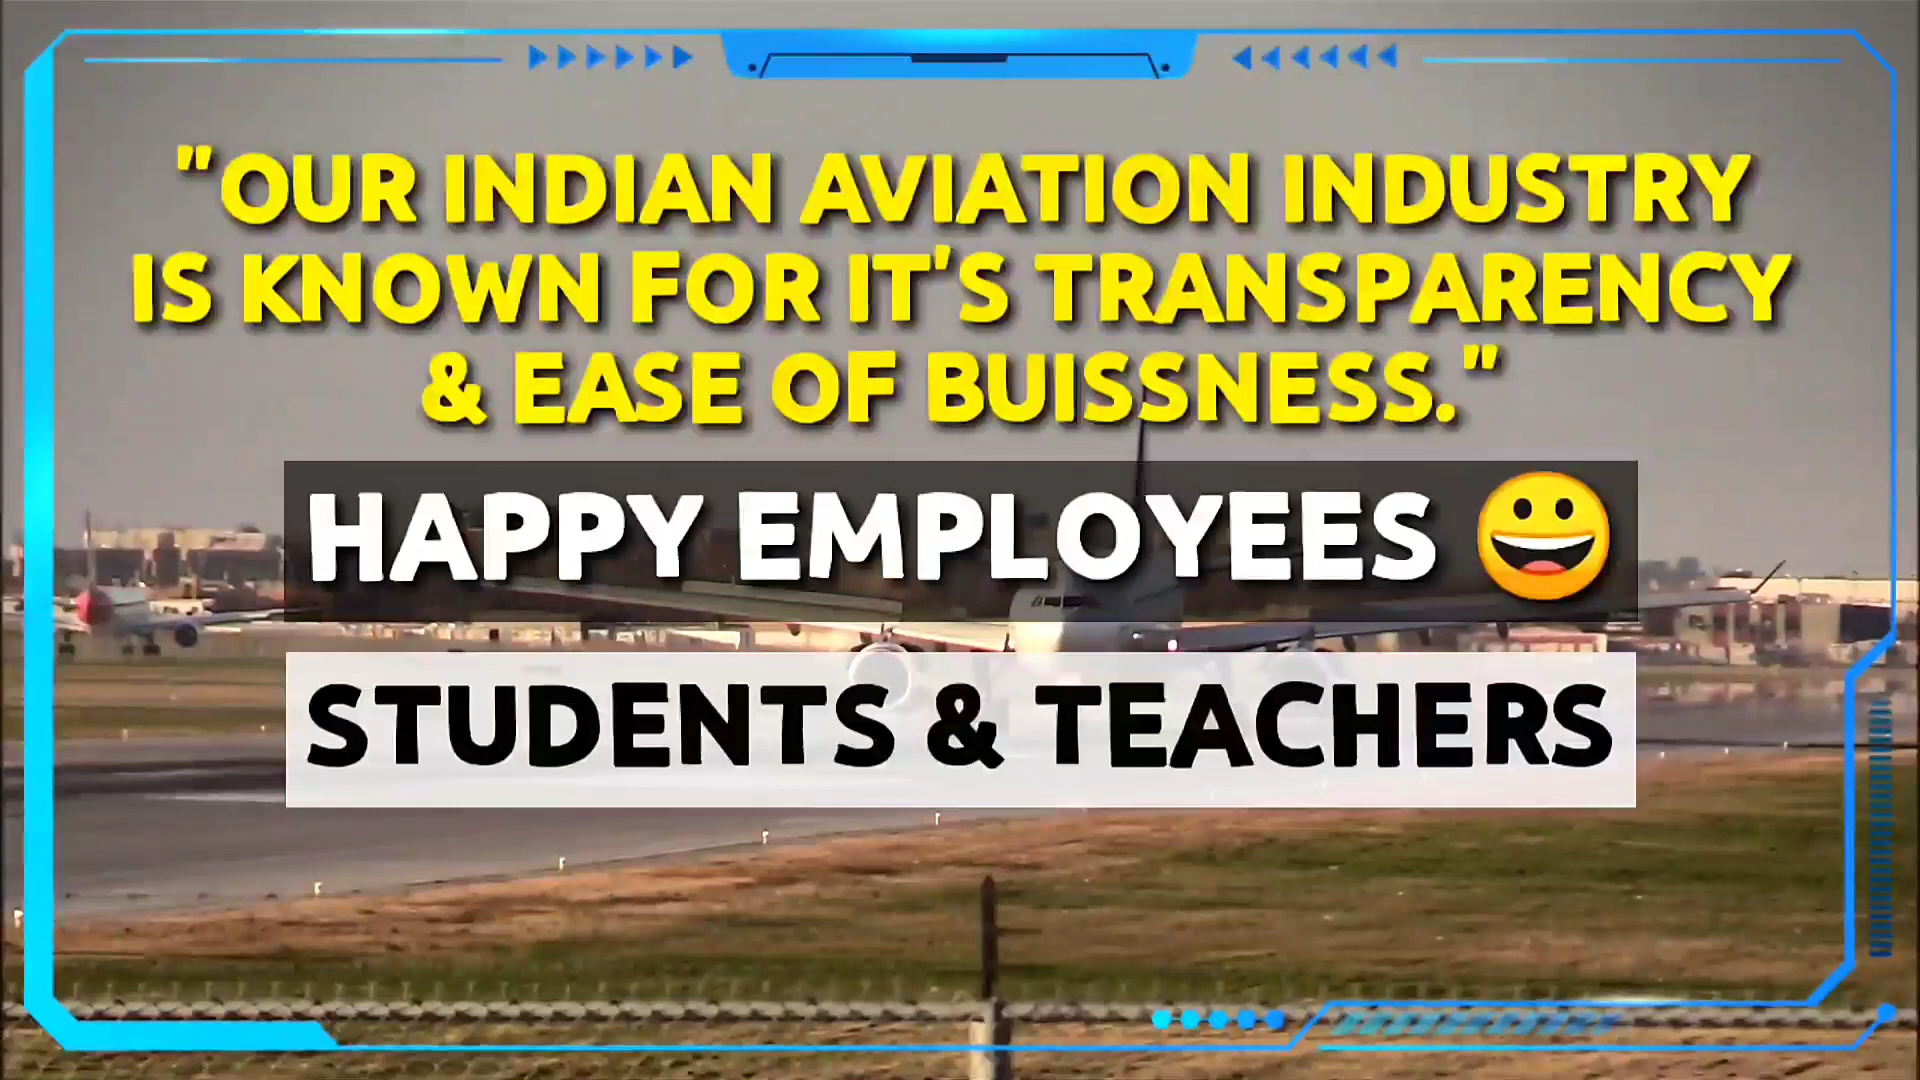 "OUR INDIAN AVIATION INDUSTRY
IS KNOWN FOR IT'S TRANSPARENCY
& EASE OF BUISSNESS."
HAPPY EMPLOYEES 😀
STUDENTS & TEACHERS